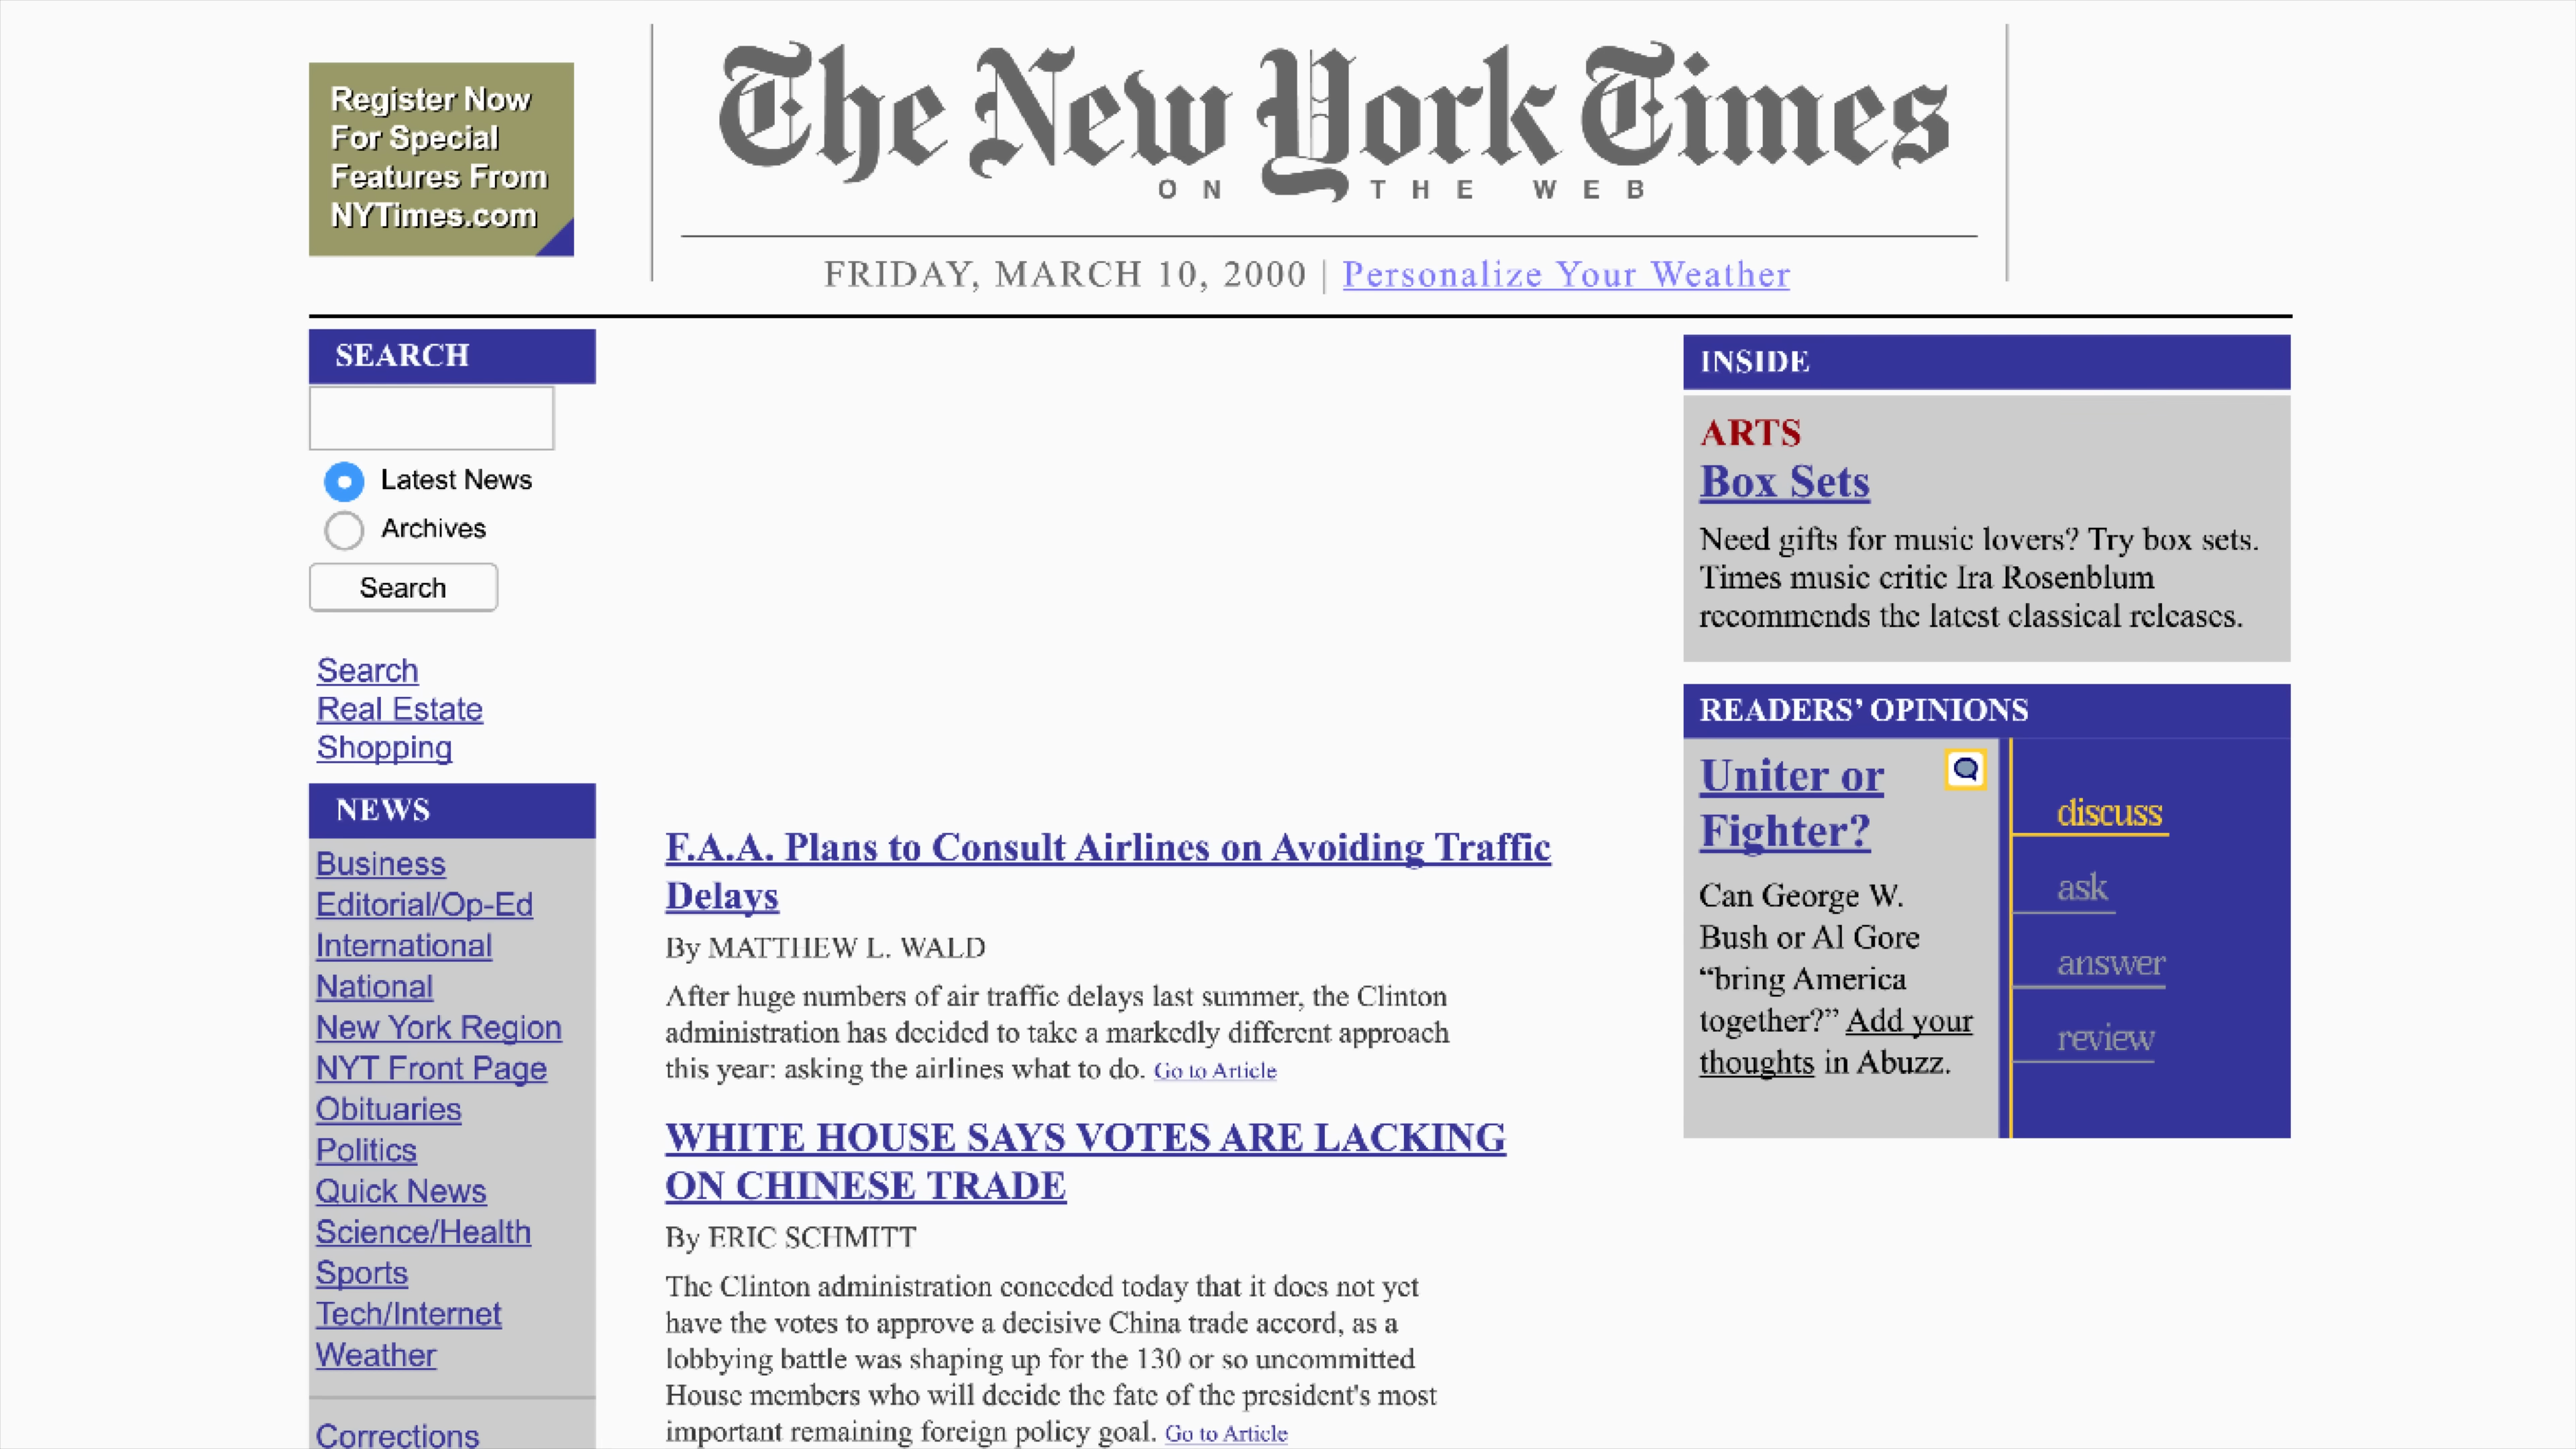 Register Now
For Special
Features From
NYTimes.com
The New York Times
ON THE WEB
FRIDAY, MARCH 10, 2000 | Personalize Your Weather
SEARCH
Latest News
Archives
Search
Search
Real Estate
Shopping
NEWS
Business
Editorial/Op-Ed
International
National
New York Region
NYT Front Page
Obituaries
Politics
Quick News
Science/Health
Sports
Tech/Internet
Weather
Corrections
F.A.A. Plans to Consult Airlines on Avoiding Traffic
Delays
By MATTHEW L. WALD
After huge numbers of air traffic delays last summer, the Clinton
administration has decided to take a markedly different approach
this year: asking the airlines what to do. Go to Article
WHITE HOUSE SAYS VOTES ARE LACKING
ON CHINESE TRADE
By ERIC SCHMITT
The Clinton administration conceded today that it does not yet
have the votes to approve a decisive China trade accord, as a
lobbying battle was shaping up for the 130 or so uncommitted
House members who will decide the fate of the president's most
important remaining foreign policy goal. Go to Article
INSIDE
ARTS
Box Sets
Need gifts for music lovers? Try box sets.
Times music critic Ira Rosenblum
recommends the latest classical releases.
READERS’ OPINIONS
Uniter or
Fighter?
Can George W.
Bush or Al Gore
“bring America
together?” Add your
thoughts in Abuzz.
discuss
ask
answer
review